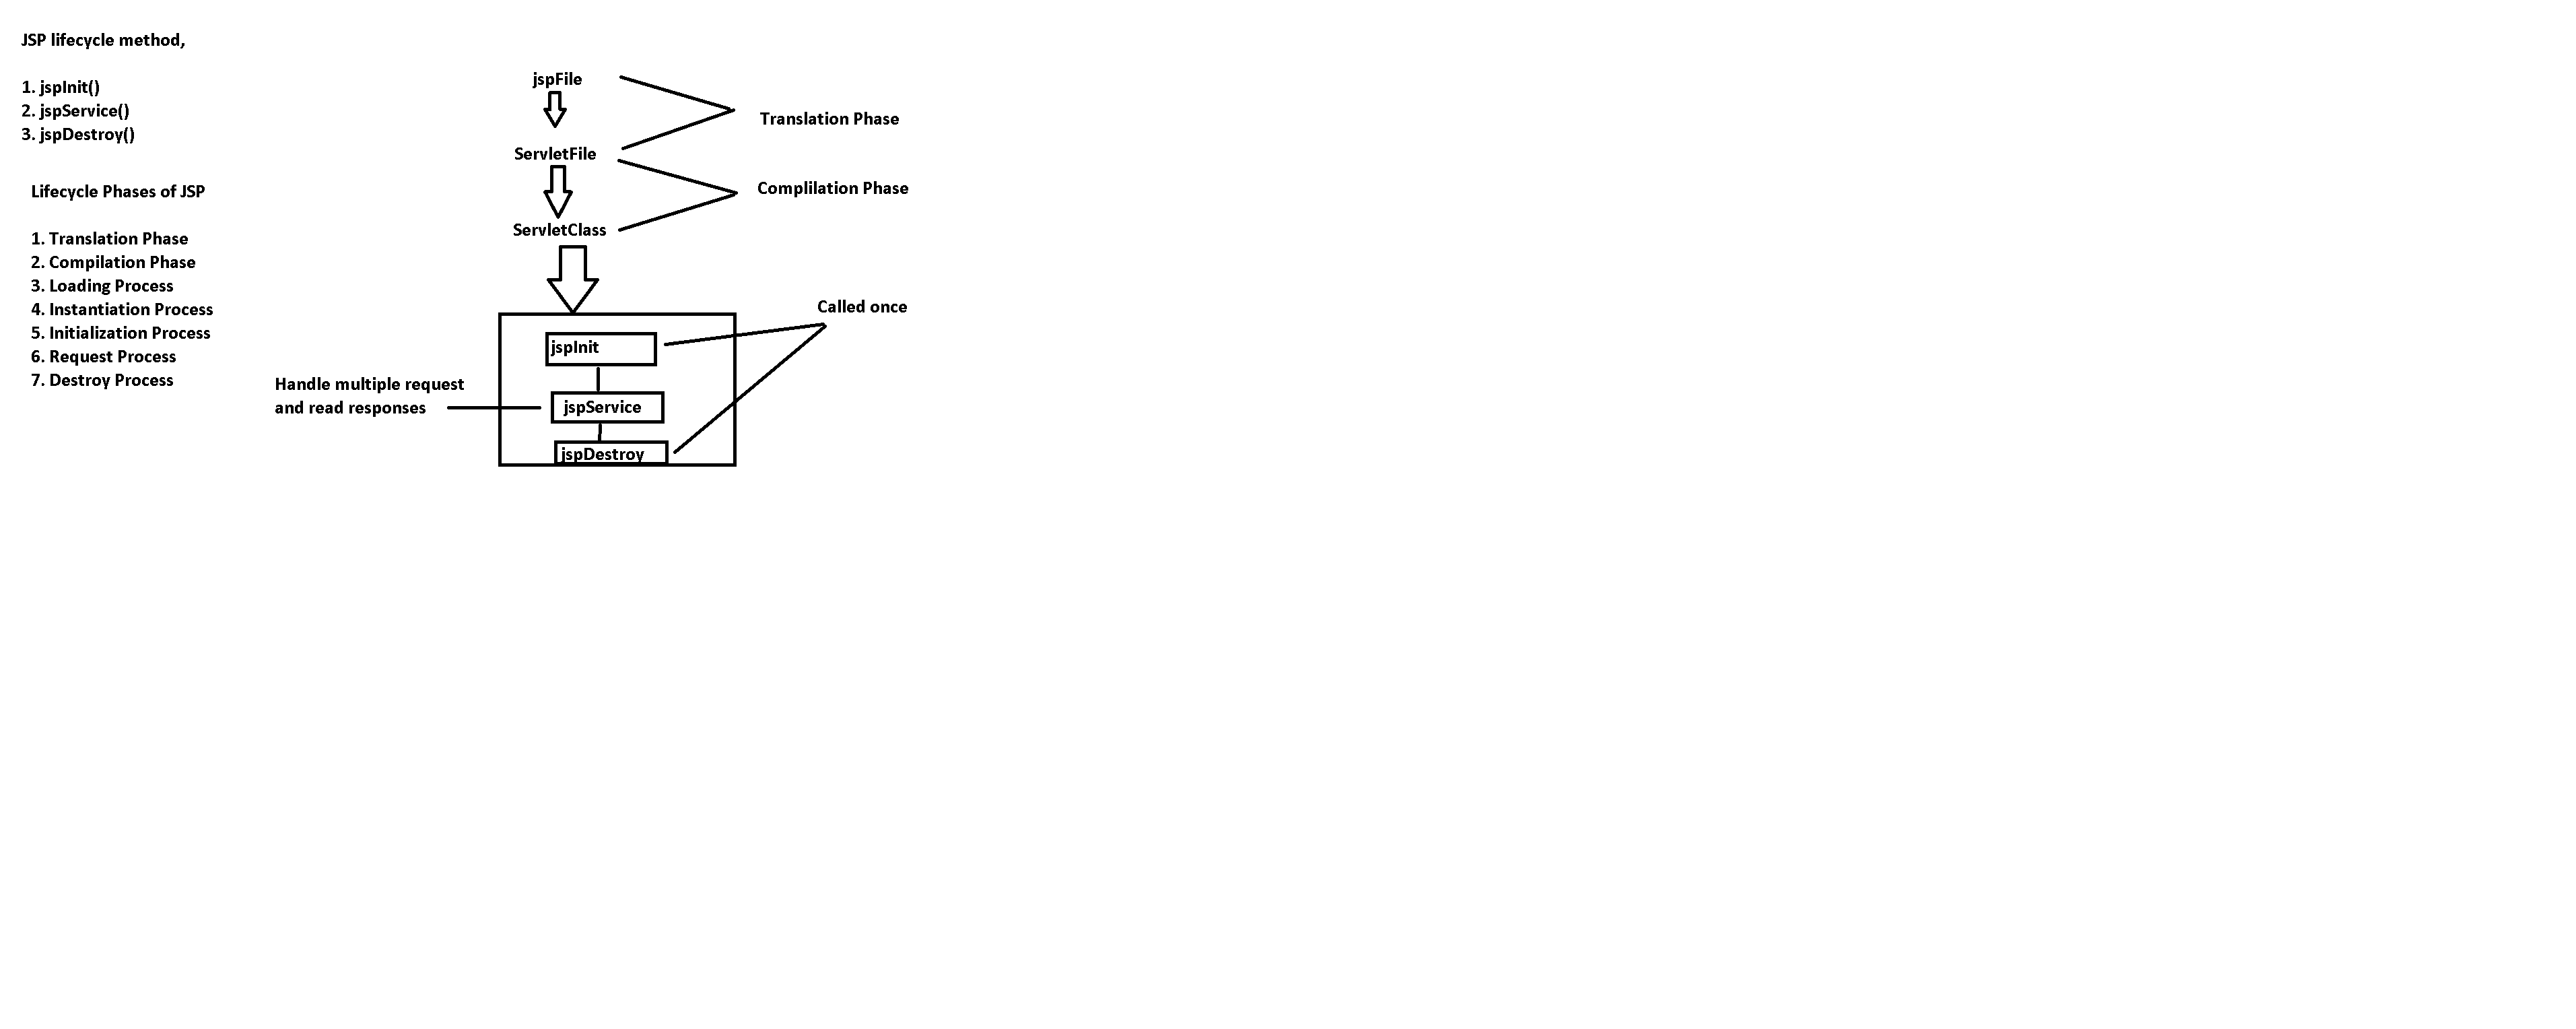 JSP lifecycle method,
1. jspInit()
2. jspService()
3. jspDestroy()
Lifecycle Phases of JSP
1. Translation Phase
2. Compilation Phase
3. Loading Process
4. Instantiation Process
5. Initialization Process
6. Request Process
7. Destroy Process
jspFile
Translation Phase
ServletFile
Complilation Phase
ServletClass
Called once
jspInit
Handle multiple request
and read responses
jspService
jspDestroy